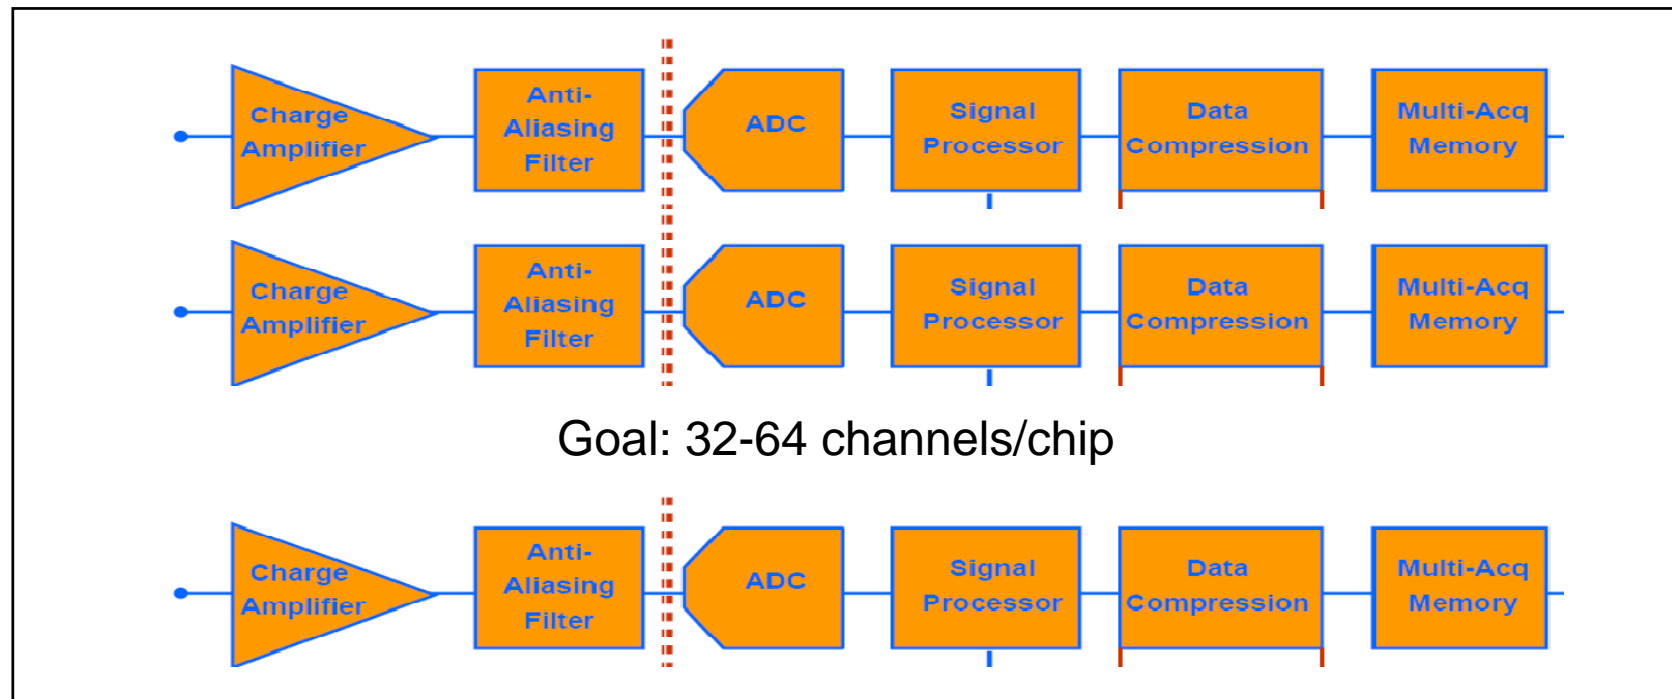 Charge
Amplifier
Anti-
Aliasing
Filter
ADC
Signal
Processor
Data
Compression
Multi-Acq
Memory
Charge
Amplifier
Anti-
Aliasing
Filter
ADC
Signal
Processor
Data
Compression
Multi-Acq
Memory
Goal: 32-64 channels/chip
Charge
Amplifier
Anti-
Aliasing
Filter
ADC
Signal
Processor
Data
Compression
Multi-Acq
Memory